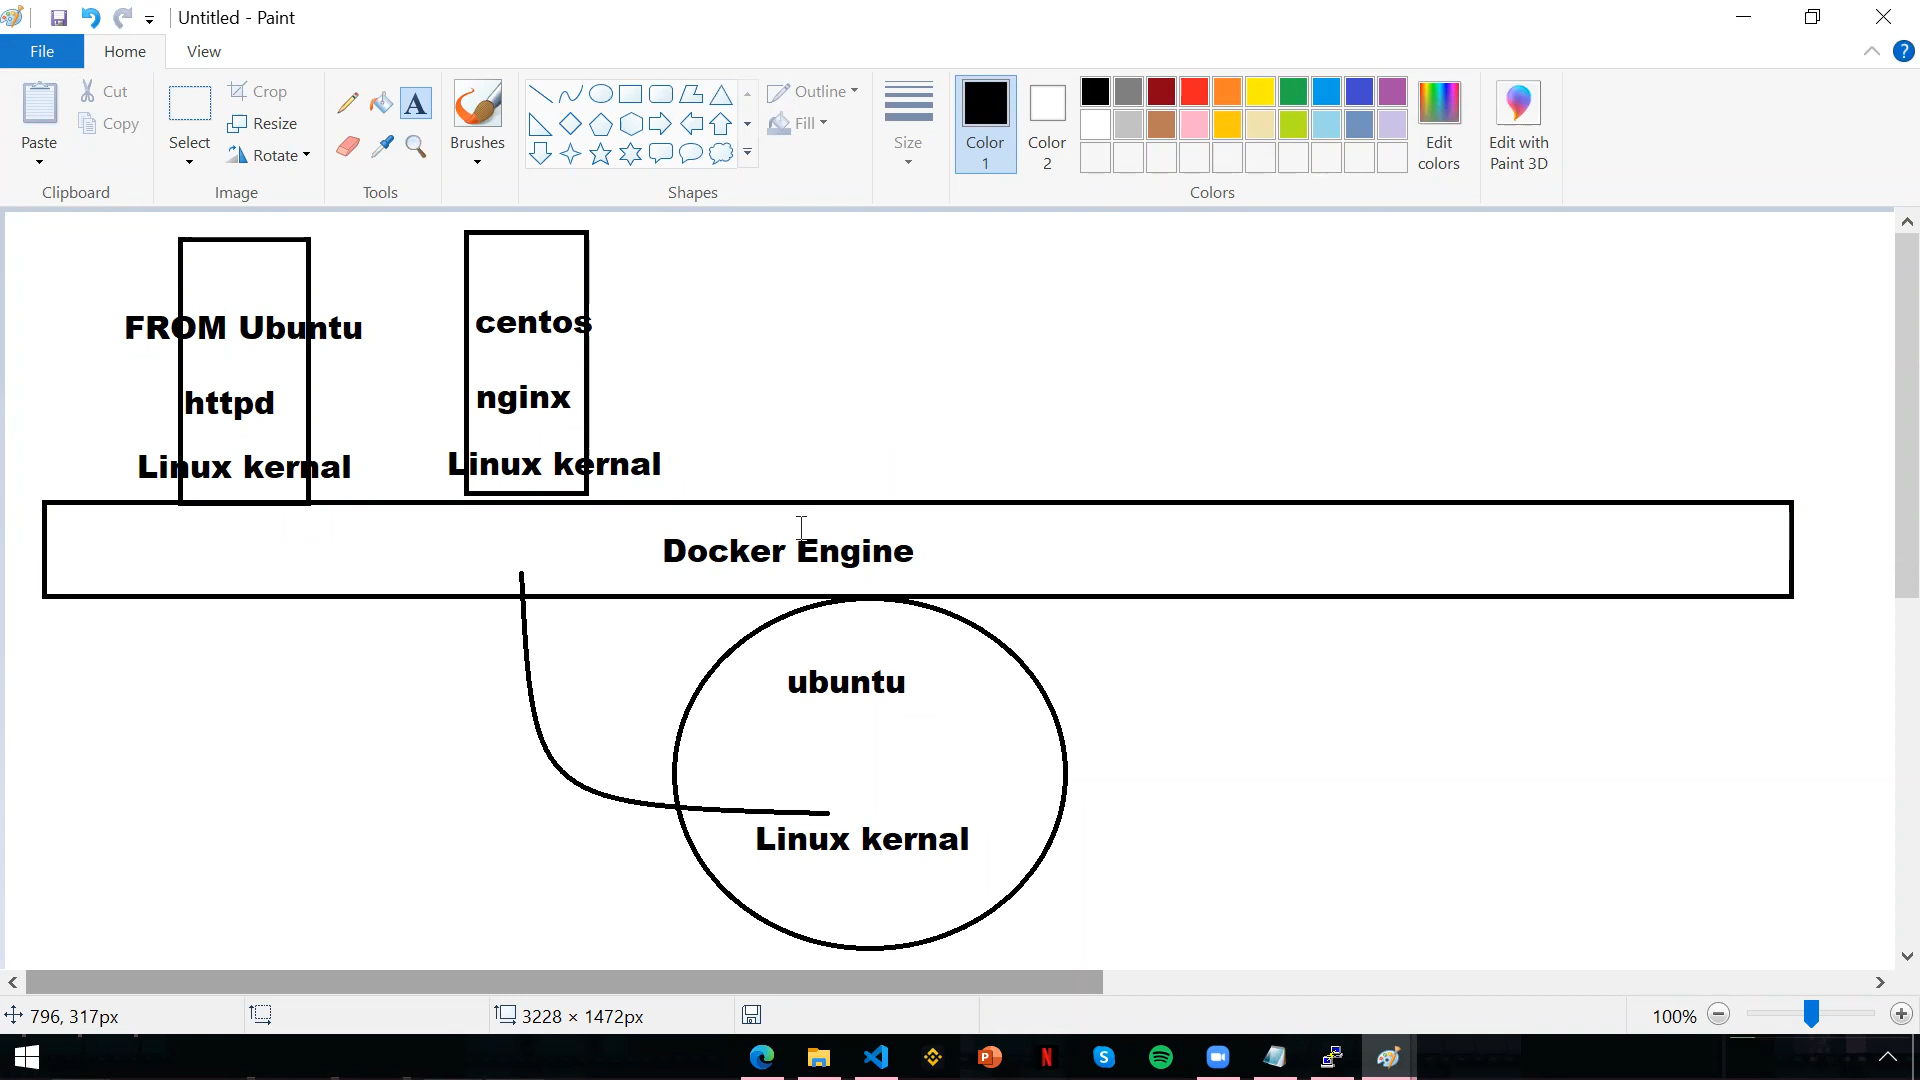 Untitled - Paint
File
Home
View
Paste
Cut
Copy
Clipboard
Select
Crop
Resize
Rotate
Image
A
Tools
Brushes
Shapes
Outline
Fill
Size
Color
1
Color
2
Colors
Edit
colors
Edit with
Paint 3D
?
FROM Ubuntu
httpd
Linux kernal
centos
nginx
Linux kernal
Docker Engine
ubuntu
Linux kernal
796, 317px
3228 × 1472px
100%
P
N
S